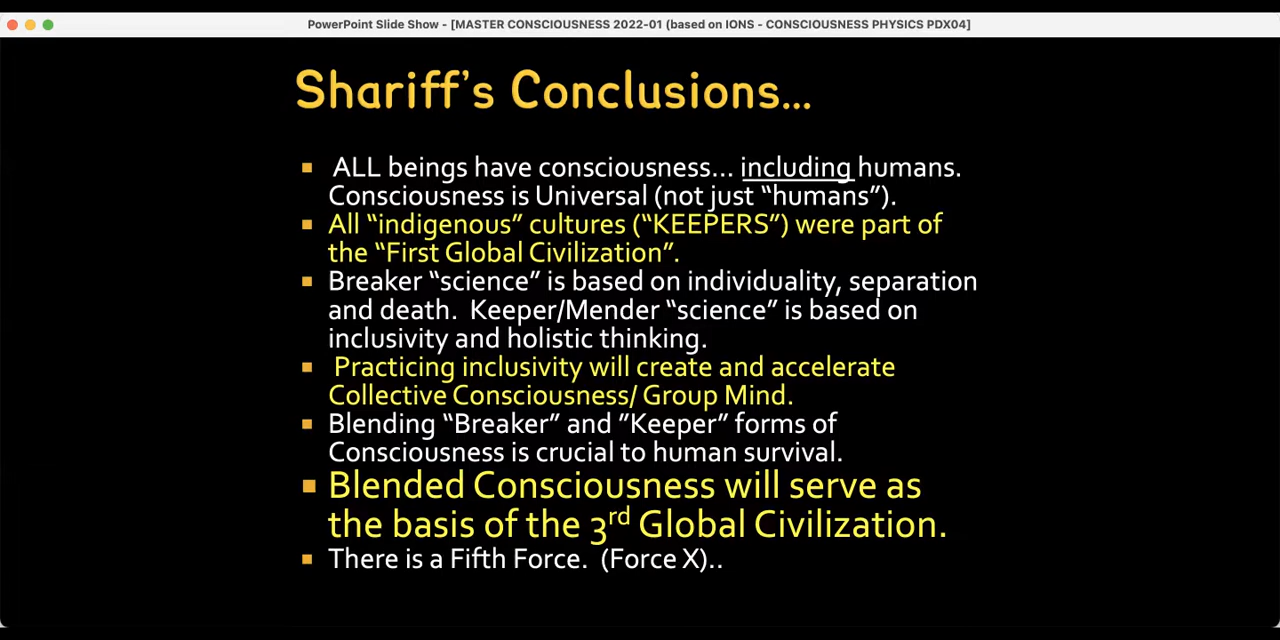 PowerPoint Slide Show - [MASTER CONSCIOUSNESS 2022-01 (based on IONS - CONSCIOUSNESS PHYSICS PDX04]
Shariff's Conclusions...
ALL beings have consciousness... including humans.
Consciousness is Universal (not just “humans”).
All “indigenous” cultures (“KEEPERS”) were part of
the “First Global Civilization”.
Breaker “science” is based on individuality, separation
and death. Keeper/Mender “science” is based on
inclusivity and holistic thinking.
Practicing inclusivity will create and accelerate
Collective Consciousness/ Group Mind.
Blending “Breaker” and ”Keeper” forms of
Consciousness is crucial to human survival.
Blended Consciousness will serve as
the basis of the 3rd Global Civilization.
There is a Fifth Force. (Force X)..